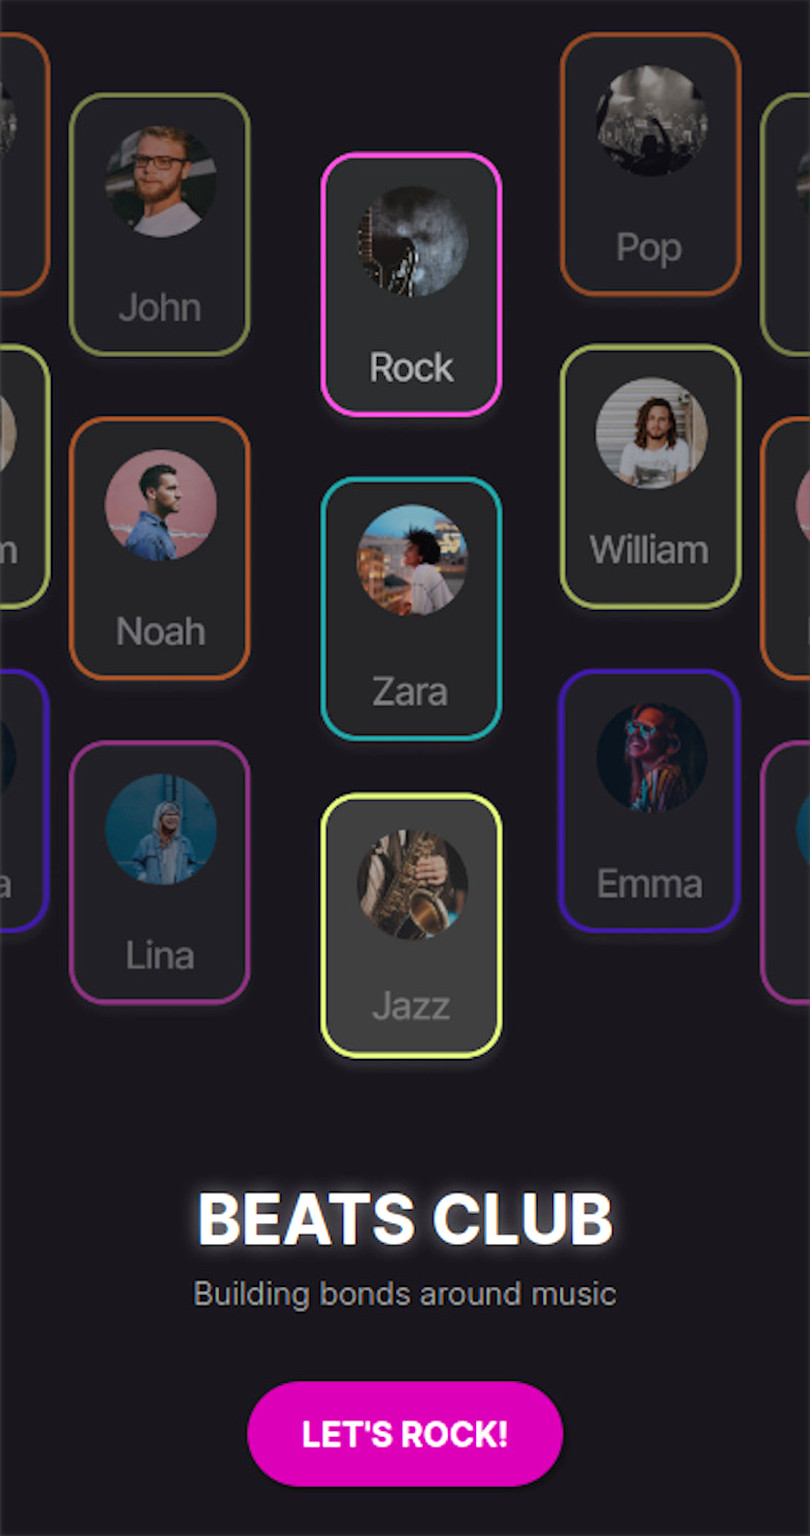 Pop
John
Rock
m
William
Noah
Zara
a
Emma
Lina
Jazz
BEATS CLUB
Building bonds around music
LET'S ROCK!